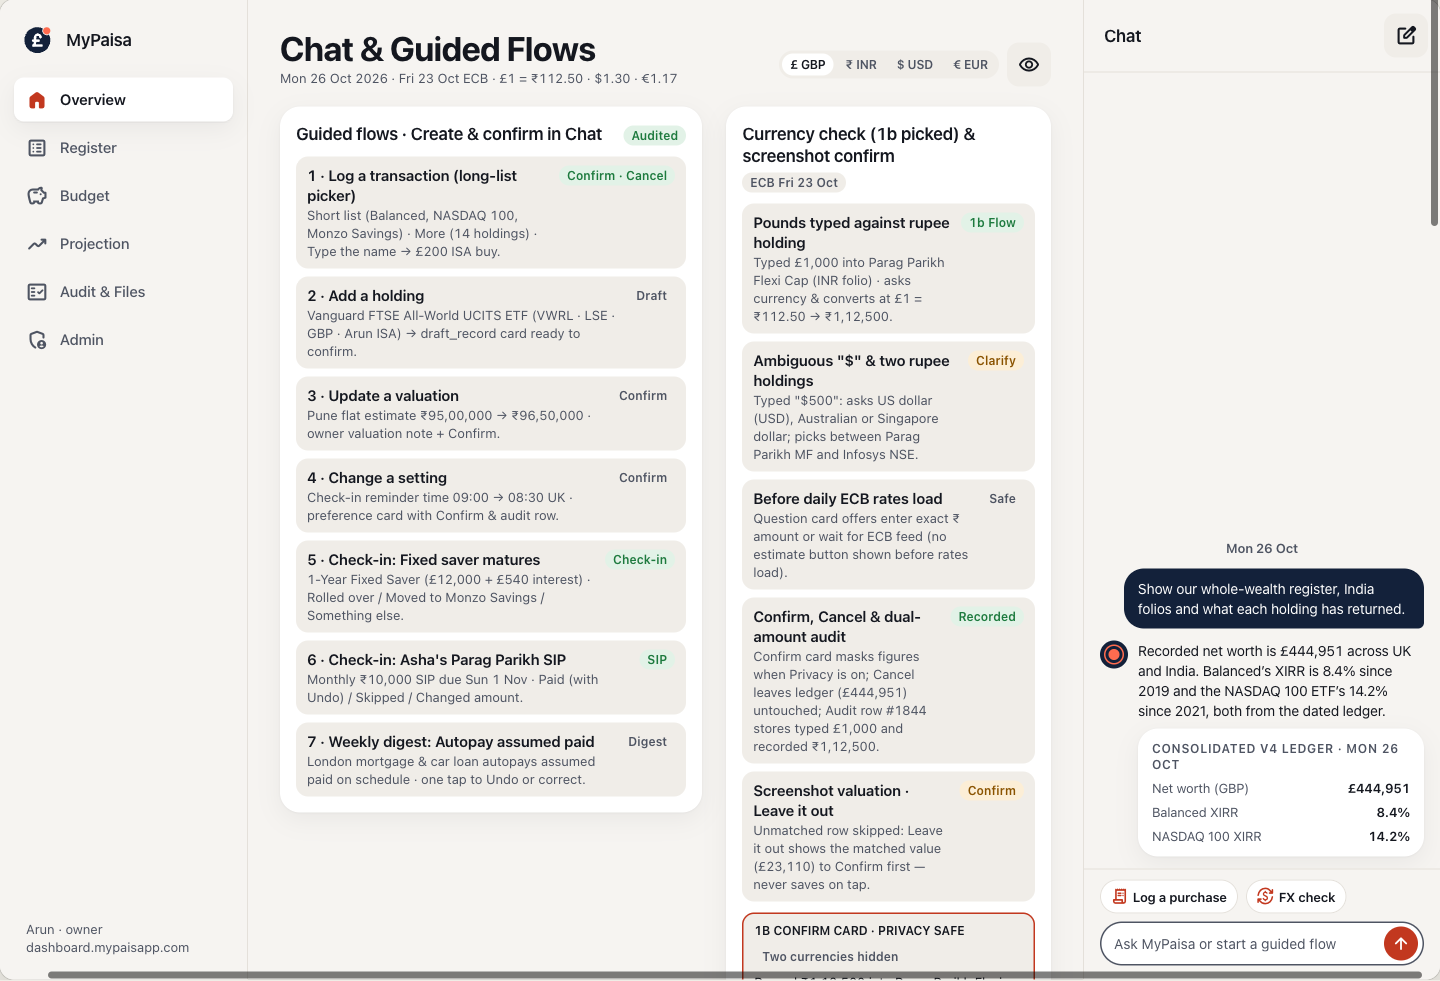 MyPaisa
Overview
Register
Budget
Projection
Audit & Files
Admin
Arun · owner
dashboard.mypaisapp.com
Chat & Guided Flows
Mon 26 Oct 2026 · Fri 23 Oct ECB · £1 = ₹112.50 · $1.30 · €1.17
£ GBP
₹ INR
$ USD
€ EUR
Guided flows · Create & confirm in Chat
Audited
1 · Log a transaction (long-list
picker)
Confirm · Cancel
Short list (Balanced, NASDAQ 100,
Monzo Savings) · More (14 holdings) ·
Type the name → £200 ISA buy.
2 · Add a holding
Draft
Vanguard FTSE All-World UCITS ETF (VWRL · LSE ·
GBP · Arun ISA) → draft_record card ready to
confirm.
3 · Update a valuation
Confirm
Pune flat estimate ₹95,00,000 → ₹96,50,000 ·
owner valuation note + Confirm.
4 · Change a setting
Confirm
Check-in reminder time 09:00 → 08:30 UK ·
preference card with Confirm & audit row.
5 · Check-in: Fixed saver matures
Check-in
1-Year Fixed Saver (£12,000 + £540 interest) ·
Rolled over / Moved to Monzo Savings /
Something else.
6 · Check-in: Asha's Parag Parikh SIP
SIP
Monthly ₹10,000 SIP due Sun 1 Nov · Paid (with
Undo) / Skipped / Changed amount.
7 · Weekly digest: Autopay assumed paid
Digest
London mortgage & car loan autopays assumed
paid on schedule · one tap to Undo or correct.
Currency check (1b picked) &
screenshot confirm
ECB Fri 23 Oct
Pounds typed against rupee
holding
1b Flow
Typed £1,000 into Parag Parikh
Flexi Cap (INR folio) · asks
currency & converts at £1 =
₹112.50 → ₹1,12,500.
Ambiguous "$" & two rupee
holdings
Clarify
Typed "$500": asks US dollar
(USD), Australian or Singapore
dollar; picks between Parag
Parikh MF and Infosys NSE.
Before daily ECB rates load
Safe
Question card offers enter exact ₹
amount or wait for ECB feed (no
estimate button shown before rates
load).
Confirm, Cancel & dual-
amount audit
Recorded
Confirm card masks figures
when Privacy is on; Cancel
leaves ledger (£444,951)
untouched; Audit row #1844
stores typed £1,000 and
recorded ₹1,12,500.
Screenshot valuation ·
Leave it out
Confirm
Unmatched row skipped: Leave
it out shows the matched value
(£23,110) to Confirm first —
never saves on tap.
1B CONFIRM CARD · PRIVACY SAFE
Two currencies hidden
Chat
Mon 26 Oct
Show our whole-wealth register, India
folios and what each holding has returned.
Recorded net worth is £444,951 across UK
and India. Balanced’s XIRR is 8.4% since
2019 and the NASDAQ 100 ETF’s 14.2%
since 2021, both from the dated ledger.
CONSOLIDATED V4 LEDGER · MON 26
OCT
Net worth (GBP)
£444,951
Balanced XIRR
8.4%
NASDAQ 100 XIRR
14.2%
Log a purchase
FX check
Ask MyPaisa or start a guided flow